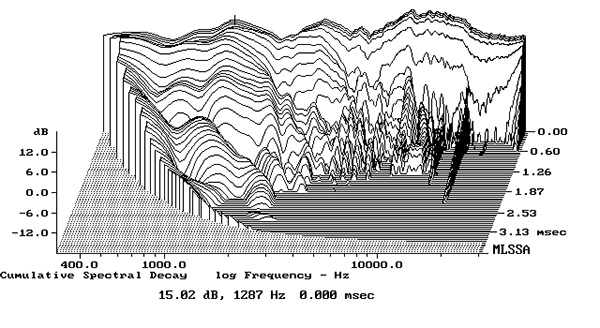 dB
12.0
6.0
0.0
-6.0
-12.0
0.00
0.60
1.26
1.87
2.53
3.13 msec
MLSSA
400.0 1000.0 10000.0
Cumulative Spectral Decay log Frequency - Hz
15.02 dB, 1287 Hz 0.000 msec